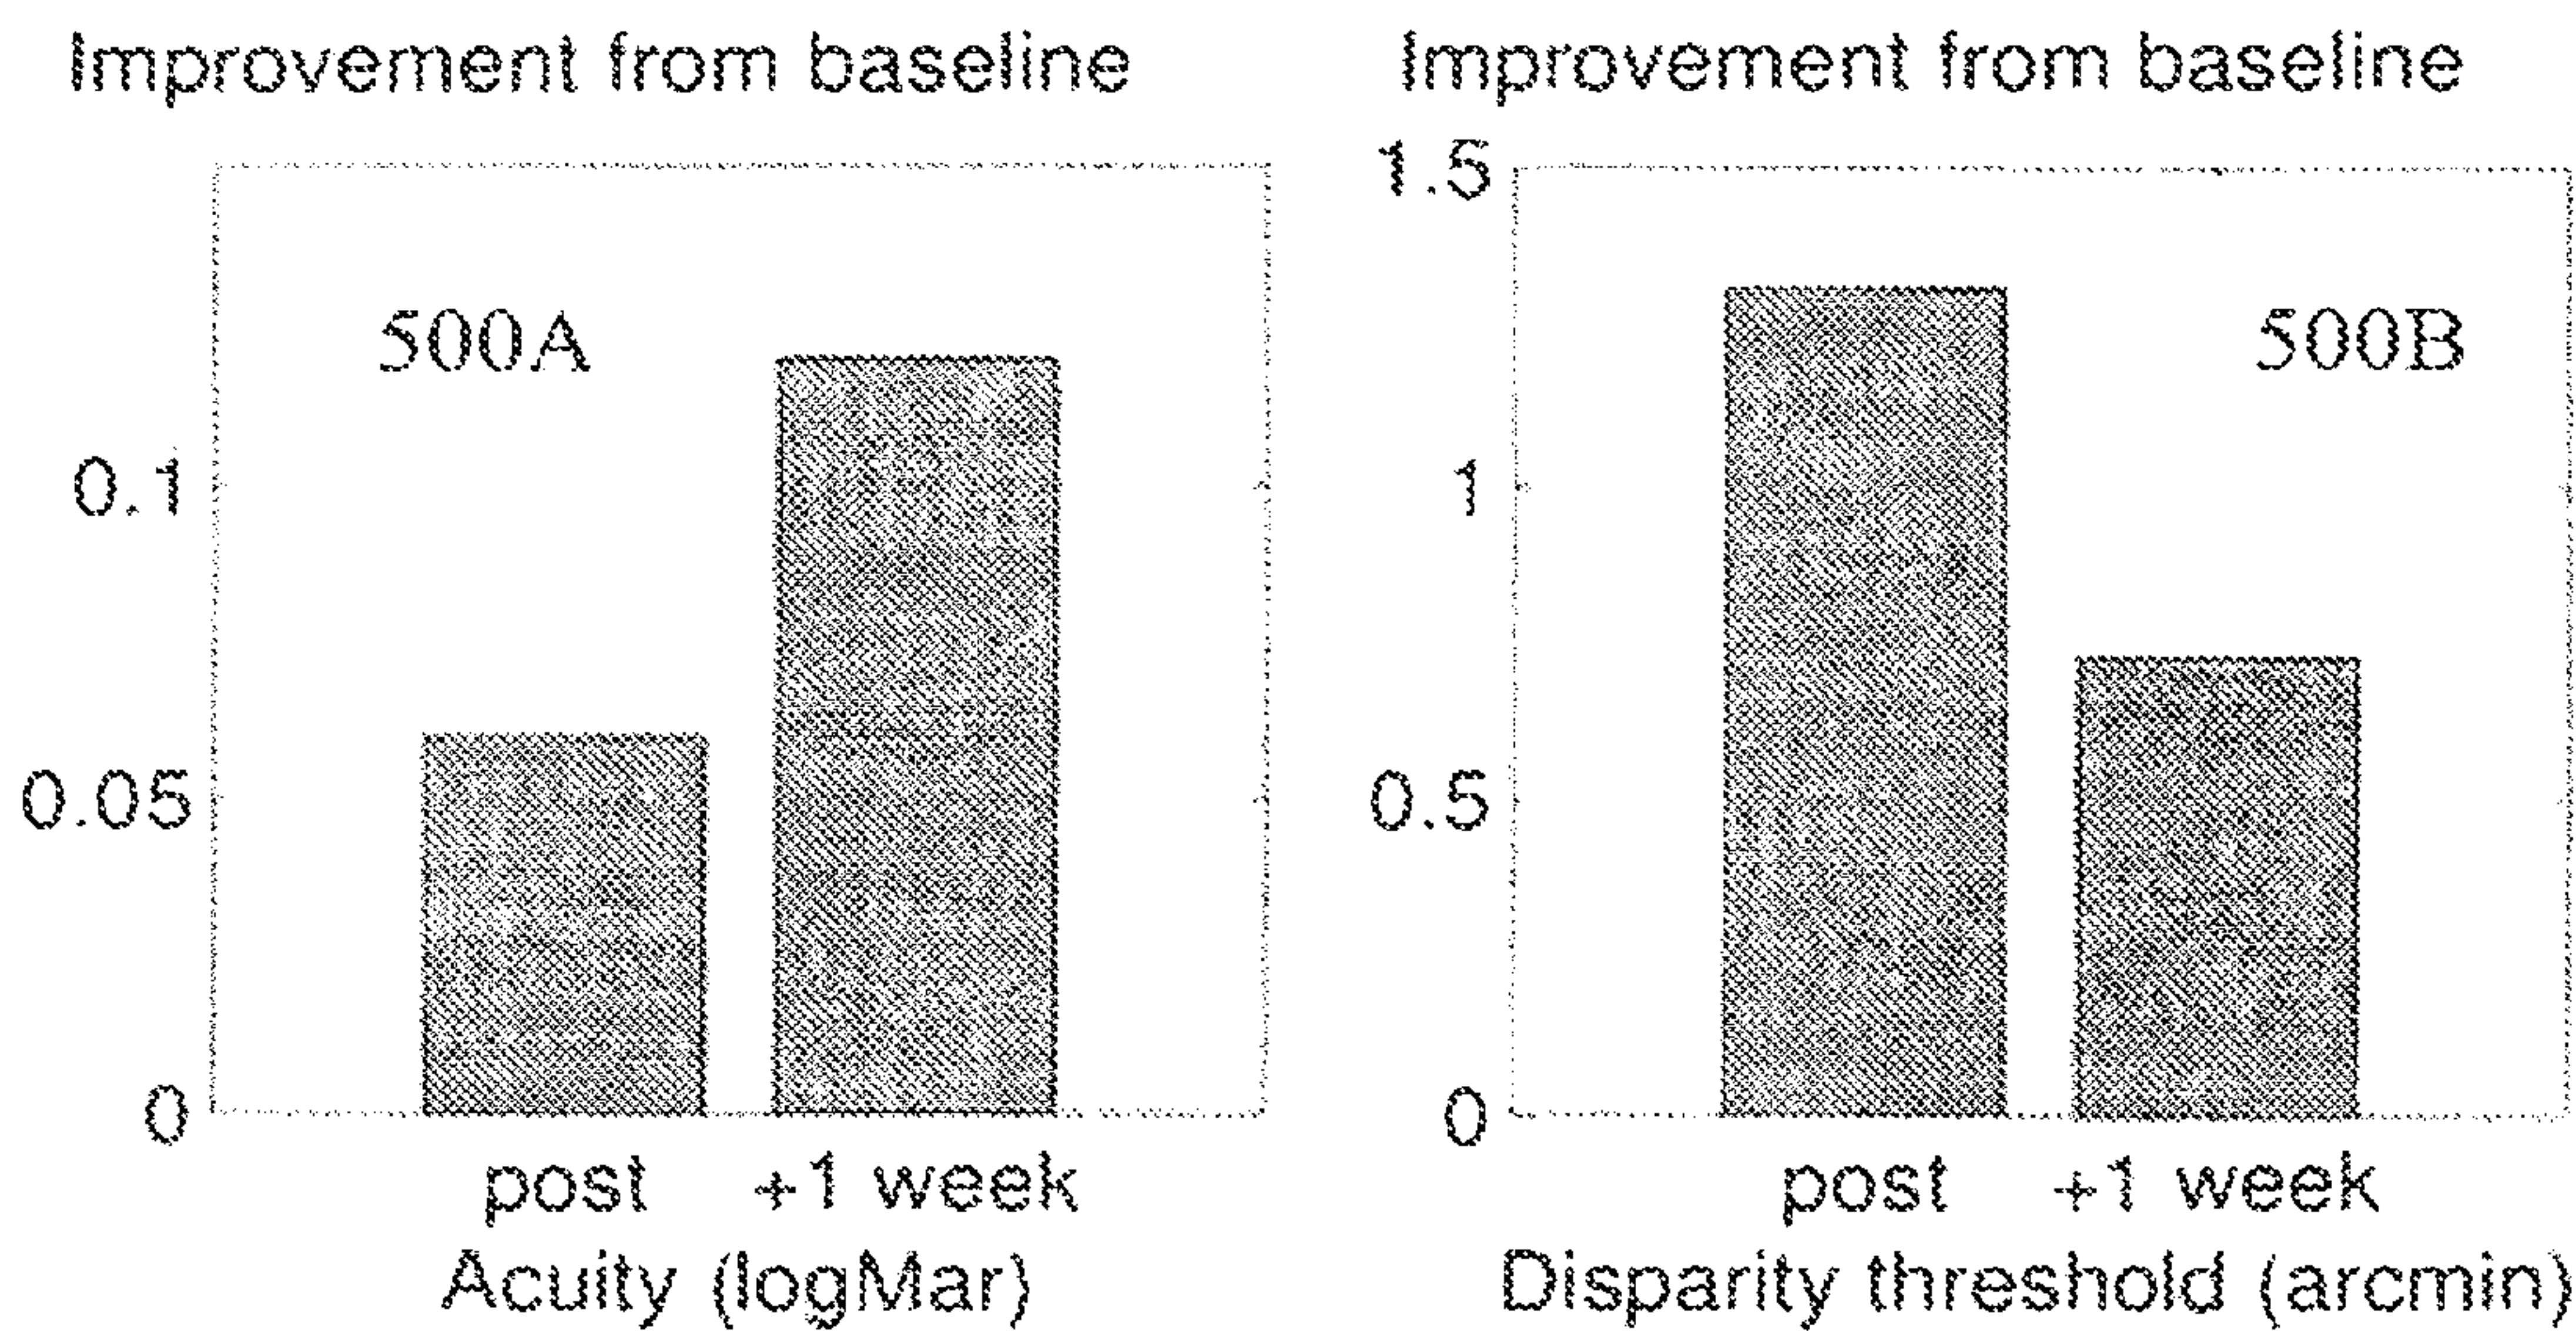 Improvement from baseline
500A
0.1
0.05
0
post +1 week
Acuity (logMar)
Improvement from baseline
1.5
500B
1
0.5
0
post +1 week
Disparity threshold (arcmin)